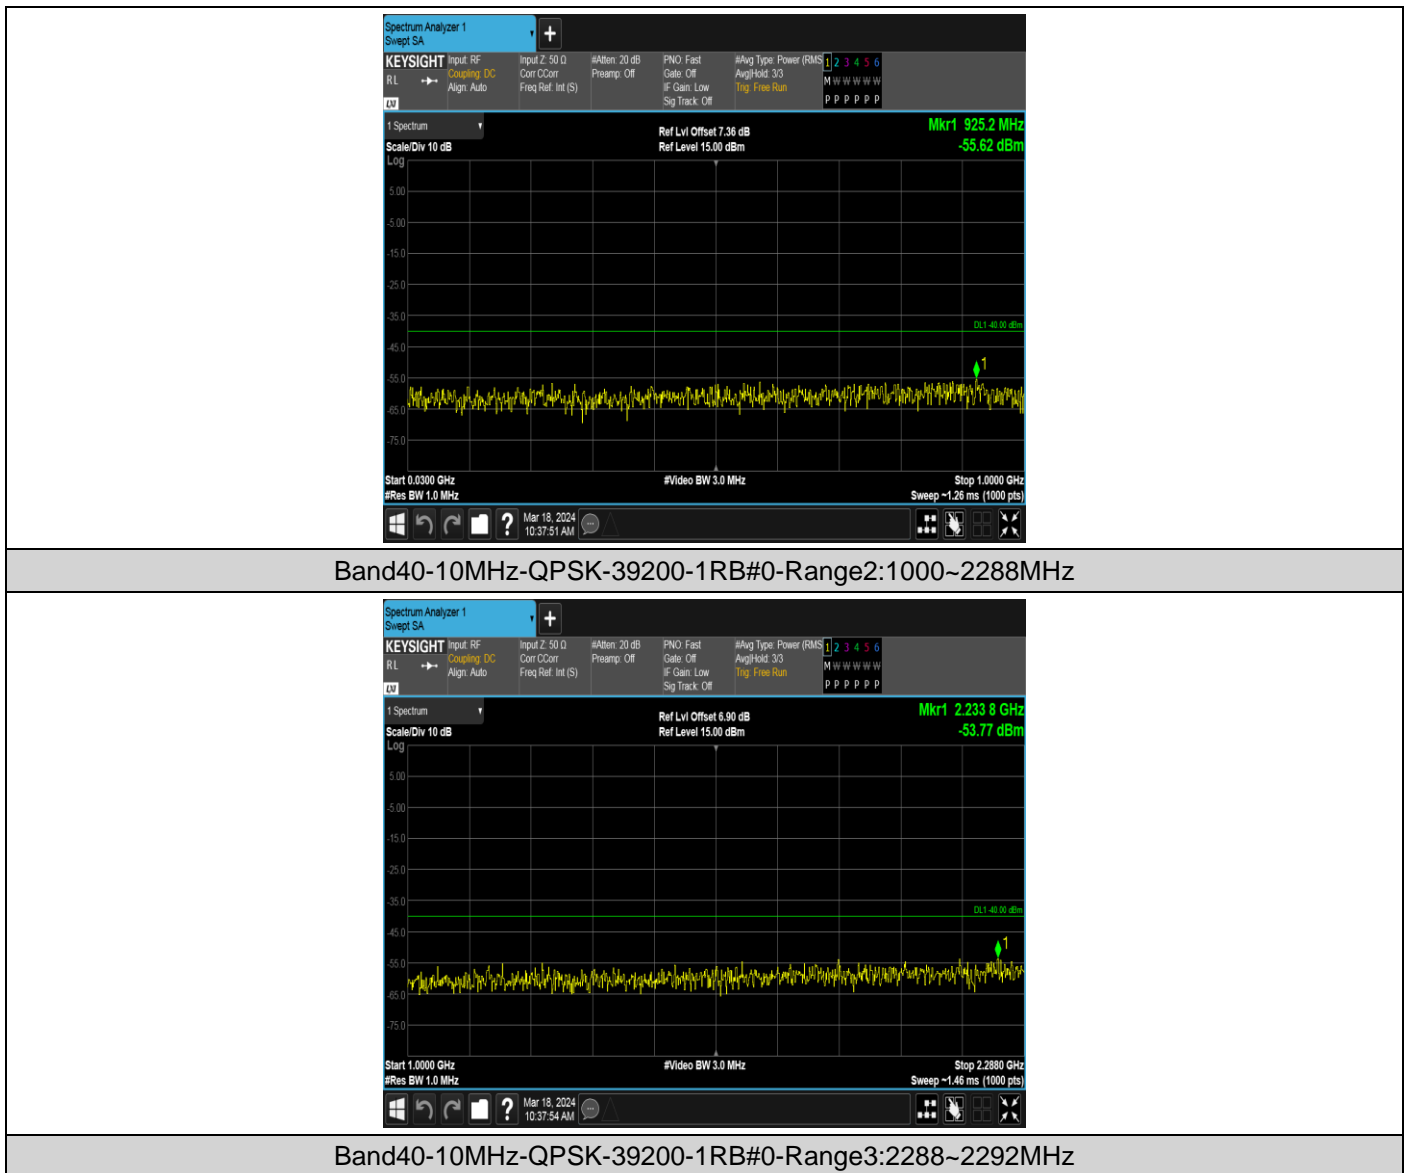 Spectrum Analyzer 1
Swept SA
+
KEYSIGHT
RL
LXI
Input: RF
Coupling: DC
Align: Auto
Input Z: 50 Ω
Corr CCorr
Freq Ref: Int (S)
#Atten: 20 dB
Preamp: Off
PNO: Fast
Gate: Off
IF Gain: Low
Sig Track: Off
#Avg Type: Power (RMS
Avg|Hold: 3/3
Trig: Free Run
1 2 3 4 5 6
M W W W W W
P P P P P P
1 Spectrum
Scale/Div 10 dB
Log
Ref Lvl Offset 7.36 dB
Ref Level 15.00 dBm
Mkr1 925.2 MHz
-55.62 dBm
5.00
-5.00
-15.0
-25.0
-35.0
DL1 -40.00 dBm
-45.0
1
-55.0
-65.0
-75.0
Start 0.0300 GHz
#Res BW 1.0 MHz
#Video BW 3.0 MHz
Stop 1.0000 GHz
Sweep ~1.26 ms (1000 pts)
?
Mar 18, 2024
10:37:51 AM
Band40-10MHz-QPSK-39200-1RB#0-Range2:1000~2288MHz
Spectrum Analyzer 1
Swept SA
+
KEYSIGHT
RL
LXI
Input: RF
Coupling: DC
Align: Auto
Input Z: 50 Ω
Corr CCorr
Freq Ref: Int (S)
#Atten: 20 dB
Preamp: Off
PNO: Fast
Gate: Off
IF Gain: Low
Sig Track: Off
#Avg Type: Power (RMS
Avg|Hold: 3/3
Trig: Free Run
1 2 3 4 5 6
M W W W W W
P P P P P P
1 Spectrum
Scale/Div 10 dB
Log
Ref Lvl Offset 6.90 dB
Ref Level 15.00 dBm
Mkr1 2.233 8 GHz
-53.77 dBm
5.00
-5.00
-15.0
-25.0
-35.0
DL1 -40.00 dBm
-45.0
1
-55.0
-65.0
-75.0
Start 1.0000 GHz
#Res BW 1.0 MHz
#Video BW 3.0 MHz
Stop 2.2880 GHz
Sweep ~1.46 ms (1000 pts)
?
Mar 18, 2024
10:37:54 AM
Band40-10MHz-QPSK-39200-1RB#0-Range3:2288~2292MHz